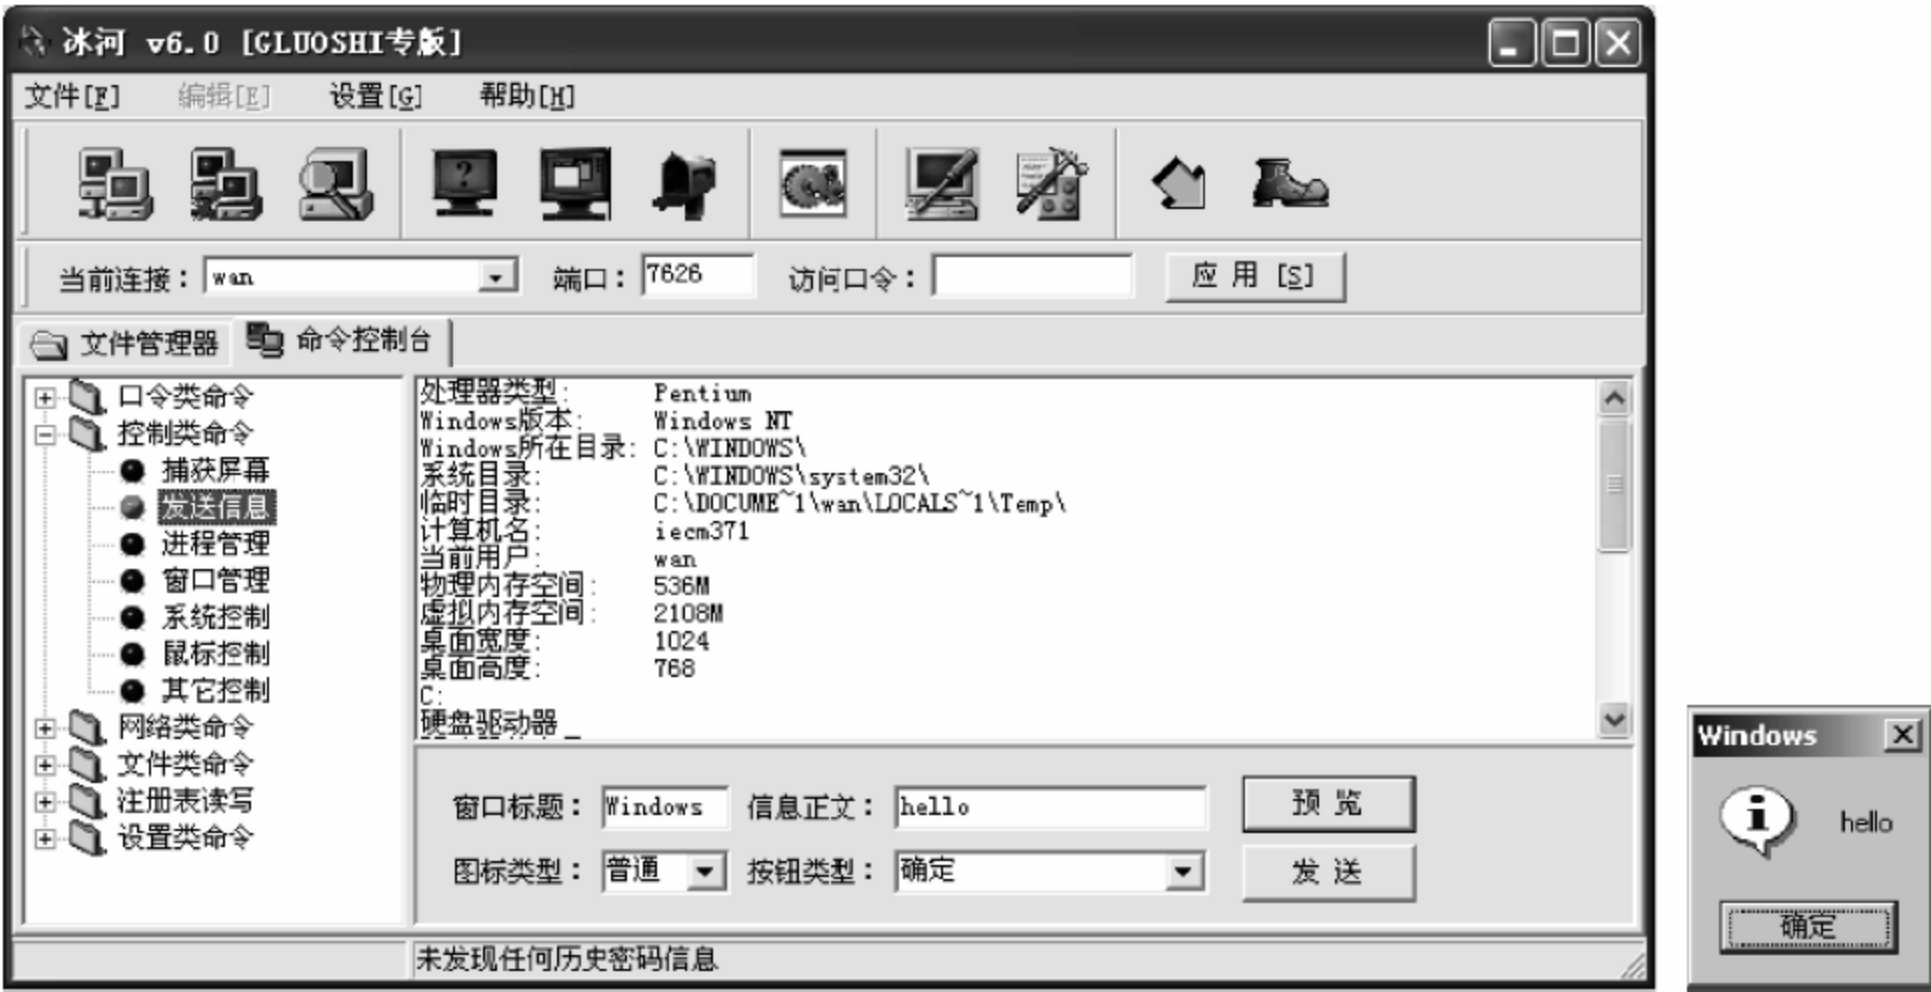 冰河 v6.0 [GLUOSHI专版]
文件[F] 编辑[E] 设置[G] 帮助[H]
当前连接： wan 端口： 7626 访问口令： 应 用 [S]
文件管理器 命令控制台
口令类命令
控制类命令
捕获屏幕
发送信息
进程管理
窗口管理
系统控制
鼠标控制
其它控制
网络类命令
文件类命令
注册表读写
设置类命令
处理器类型: Pentium
Windows版本: Windows NT
Windows所在目录: C:\WINDOWS\
系统目录: C:\WINDOWS\system32\
临时目录: C:\DOCUME~1\wan\LOCALS~1\Temp\
计算机名: iecm371
当前用户: wan
物理内存空间: 536M
虚拟内存空间: 2108M
桌面宽度: 1024
桌面高度: 768
C:
硬盘驱动器
窗口标题： Windows 信息正文： hello 预 览
图标类型： 普通 按钮类型： 确定 发 送
未发现任何历史密码信息
Windows
hello
确定